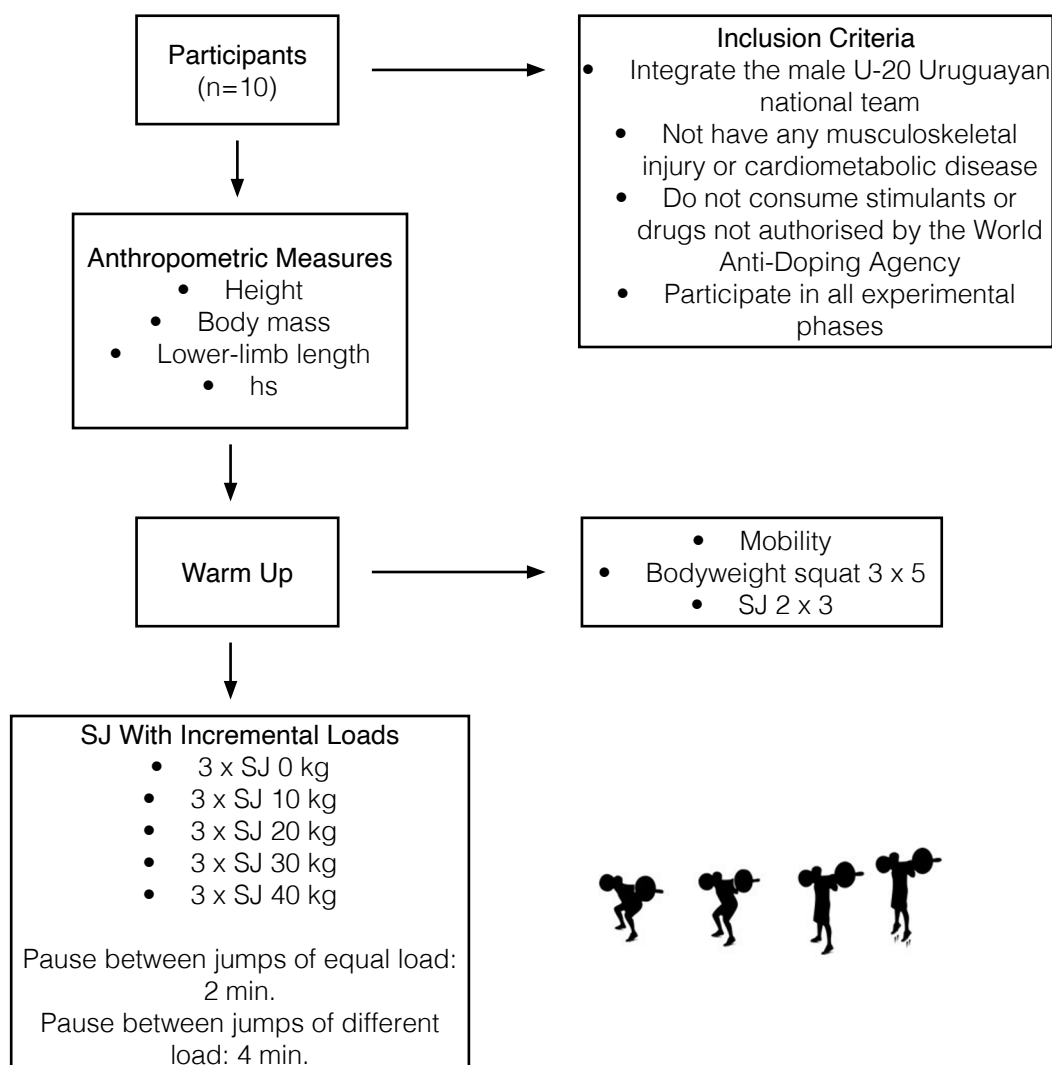 Participants
(n=10)
Inclusion Criteria
• Integrate the male U-20 Uruguayan
national team
• Not have any musculoskeletal
injury or cardiometabolic disease
• Do not consume stimulants or
drugs not authorised by the World
Anti-Doping Agency
• Participate in all experimental
phases
Anthropometric Measures
• Height
• Body mass
• Lower-limb length
• hs
Warm Up
• Mobility
• Bodyweight squat 3 x 5
• SJ 2 x 3
SJ With Incremental Loads
• 3 x SJ 0 kg
• 3 x SJ 10 kg
• 3 x SJ 20 kg
• 3 x SJ 30 kg
• 3 x SJ 40 kg
Pause between jumps of equal load:
2 min.
Pause between jumps of different
load: 4 min.